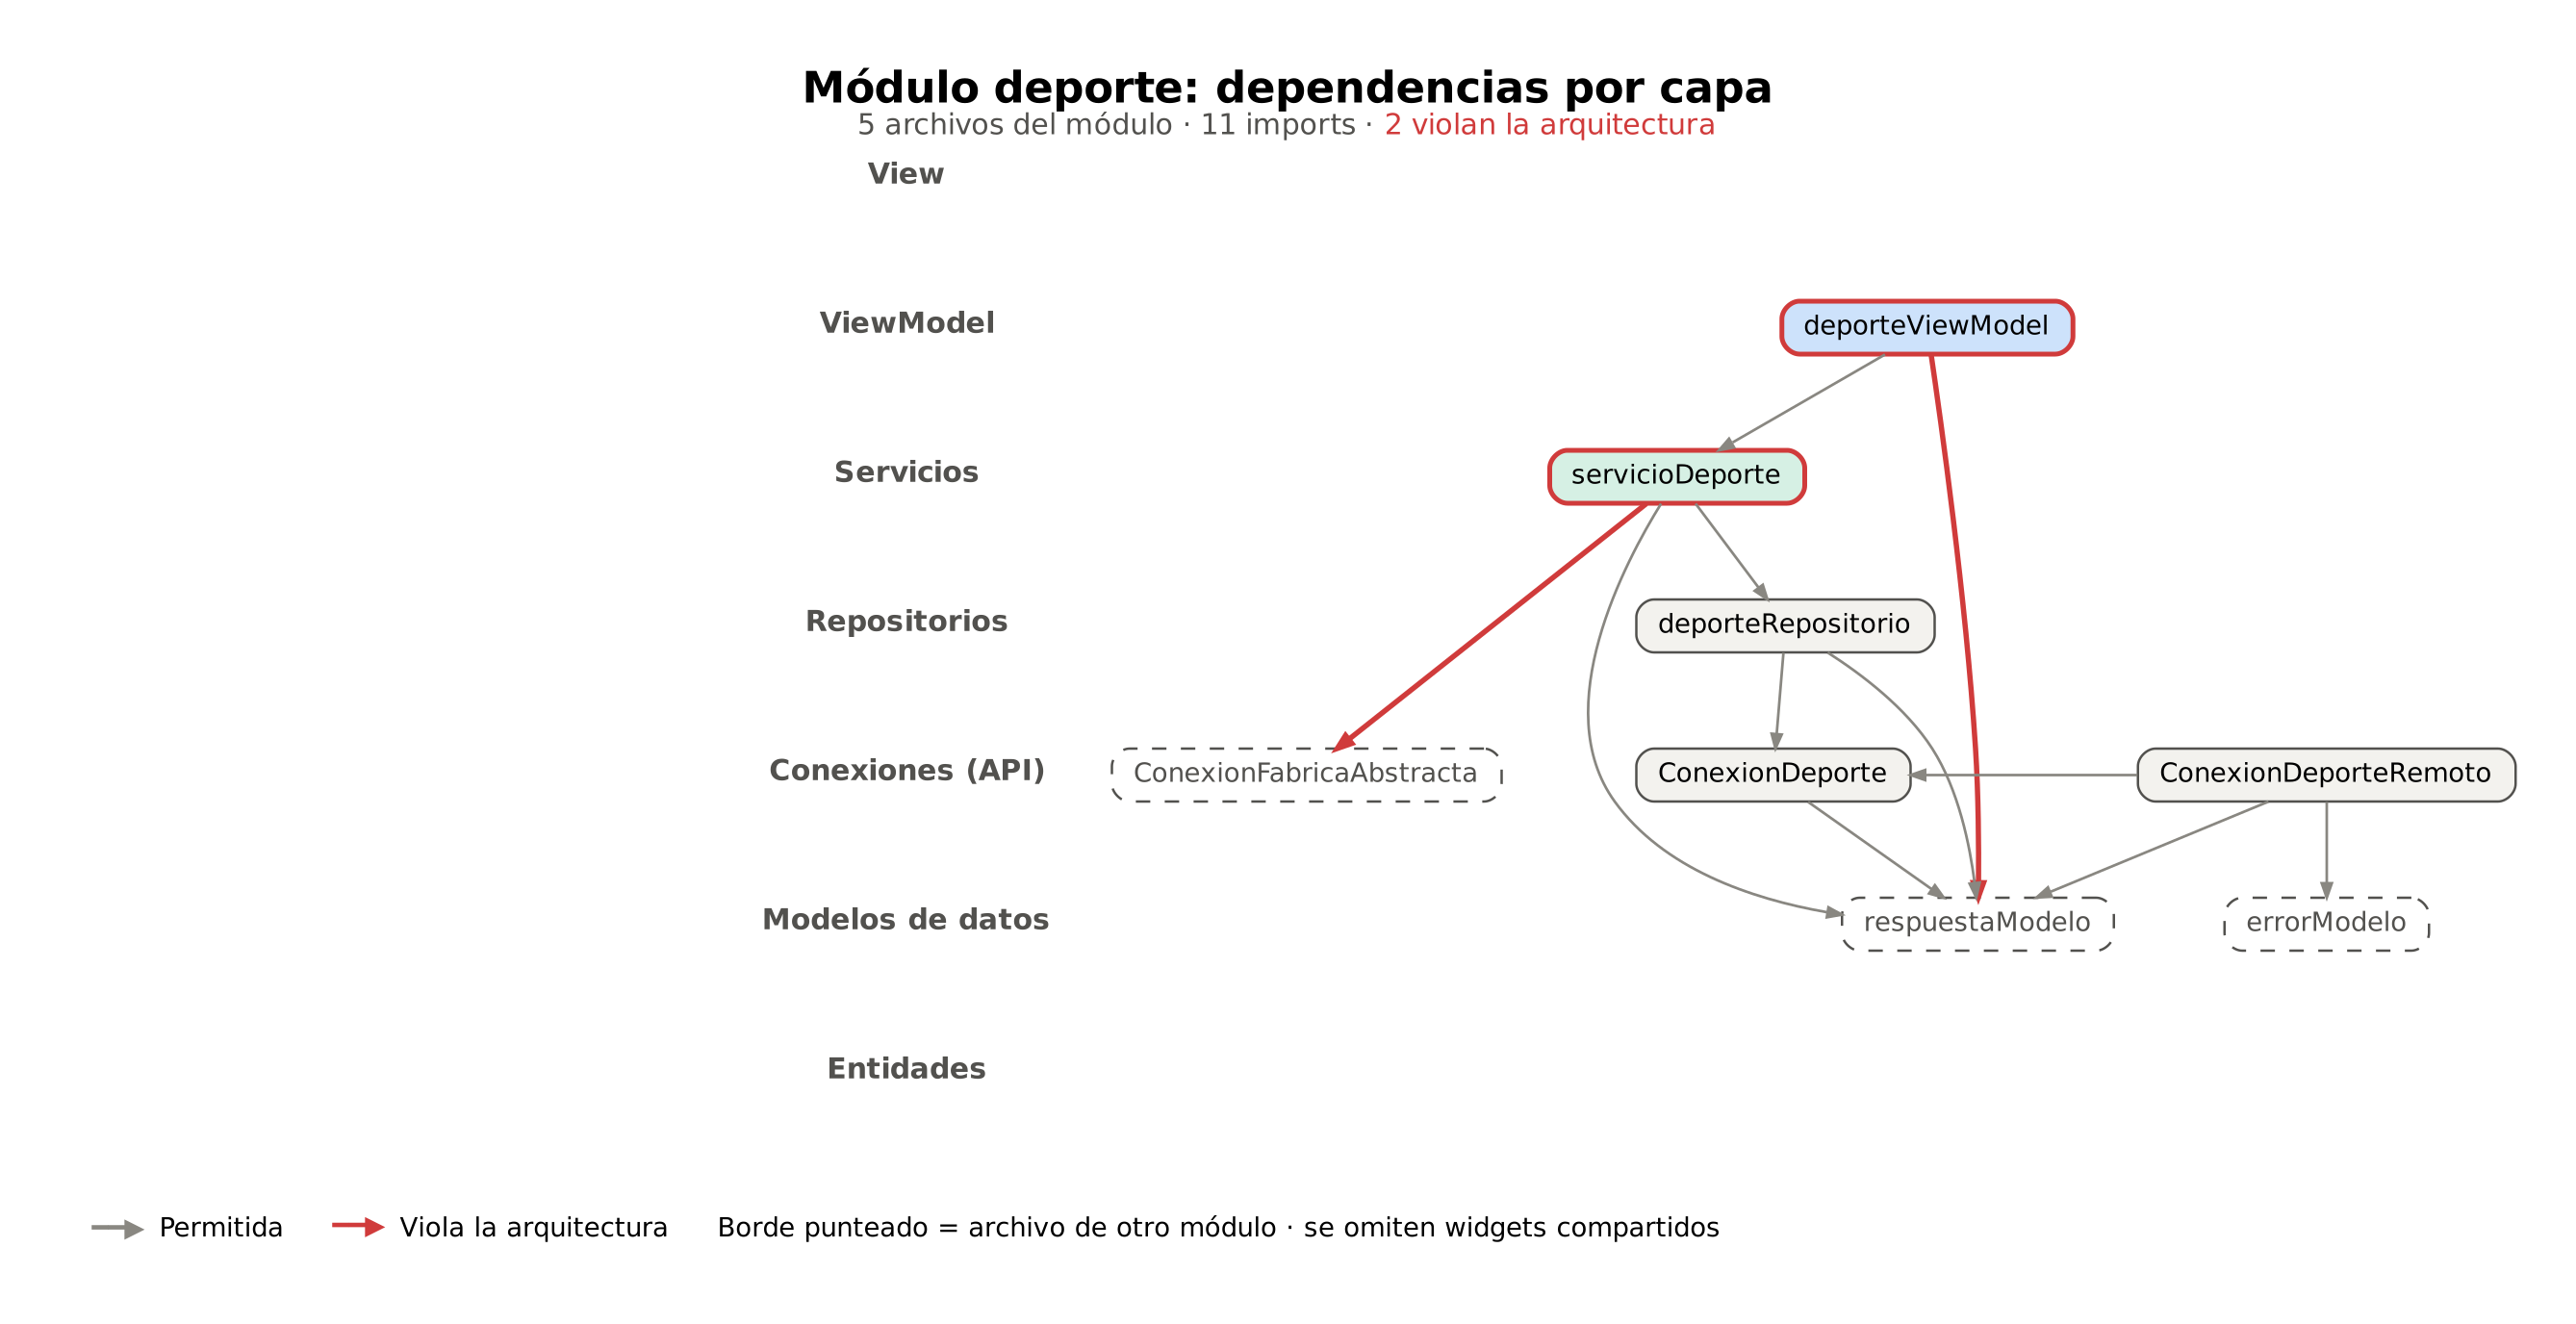 Módulo deporte: dependencias por capa
5 archivos del módulo · 11 imports · 2 violan la arquitectura
View
ViewModel
deporteViewModel
Servicios
servicioDeporte
Repositorios
deporteRepositorio
Conexiones (API)
ConexionFabricaAbstracta
ConexionDeporte
ConexionDeporteRemoto
Modelos de datos
respuestaModelo
errorModelo
Entidades
Permitida
Viola la arquitectura
Borde punteado = archivo de otro módulo · se omiten widgets compartidos